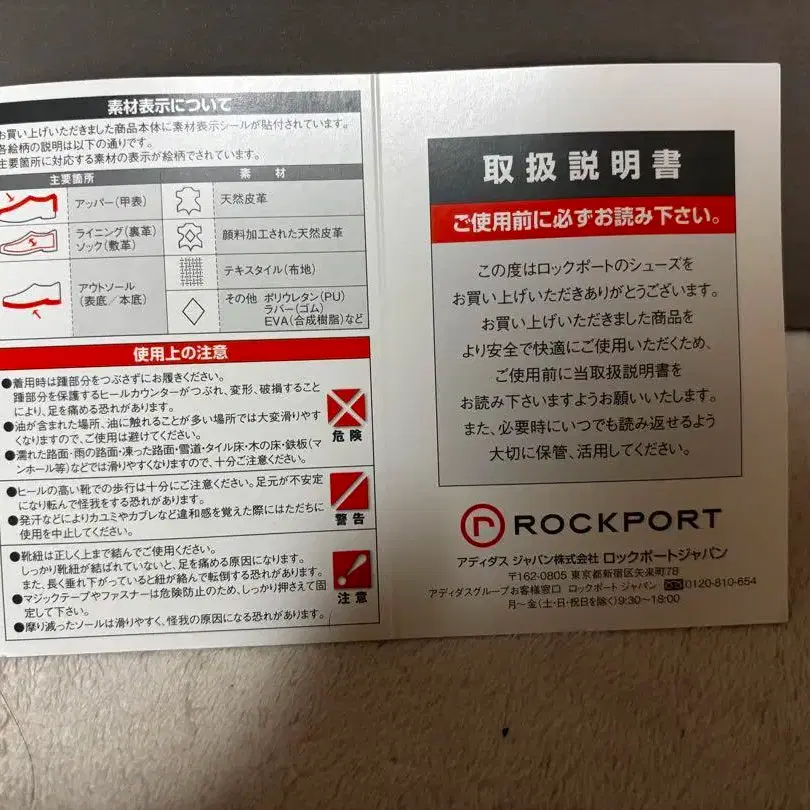 素材表示について
お買い上げいただきました商品本体に素材表示シールが貼付されています。
各絵柄の説明は以下の通りです。
主要箇所に対応する素材の表示が絵柄でされています。
主要箇所
素材
アッパー(甲表)
天然皮革
ライニング(裏革)
ソック(敷革)
顔料加工された天然皮革
アウトソール
(表底/本底)
テキスタイル(布地)
その他 ポリウレタン(PU)
ラバー(ゴム)
EVA(合成樹脂)など
使用上の注意
●着用時は踵部分をつぶさずにお履きください。
踵部分を保護するヒールカウンターがつぶれ、変形、破損すること
により、足を痛める恐れがあります。
●油が含まれた場所、油に触れることが多い場所では大変滑りやす
くなりますので、ご使用は避けてください。
●濡れた路面・雨の路面・凍った路面・雪道・タイル床・木の床・鉄板(マ
ンホール等)などでは滑りやすくなりますので、十分ご注意ください。
危険
●ヒールの高い靴での歩行は十分にご注意ください。足元が不安定
になり転んで怪我をする恐れがあります。
●発汗などによりカユミやカブレなど違和感を覚えた際にはただちに
使用を中止してください。
警告
●靴紐は正しく上まで結んでご使用ください。
しっかり靴紐が結ばれていないと、足を痛める原因になります。
また、長く垂れ下がっていると紐が絡んで転倒する恐れがあります。
●マジックテープやファスナーは危険防止のため、しっかり押さえて固
定して下さい。
●摩り減ったソールは滑りやすく、怪我の原因になる恐れがあります。
注意
取扱説明書
ご使用前に必ずお読み下さい。
この度はロックポートのシューズを
お買い上げいただきありがとうございます。
お買い上げいただきました商品を
より安全で快適にご使用いただくため、
ご使用前に当取扱説明書を
お読み下さいますようお願いいたします。
また、必要時にいつでも読み返せるよう
大切に保管、活用してください。
r ROCKPORT
アディダス ジャパン株式会社 ロックポートジャパン
〒162-0805 東京都新宿区矢来町78
アディダスグループお客様窓口 ロックポート ジャパン 0120-810-654
月〜金(土・日・祝日を除く)9:30〜18:00